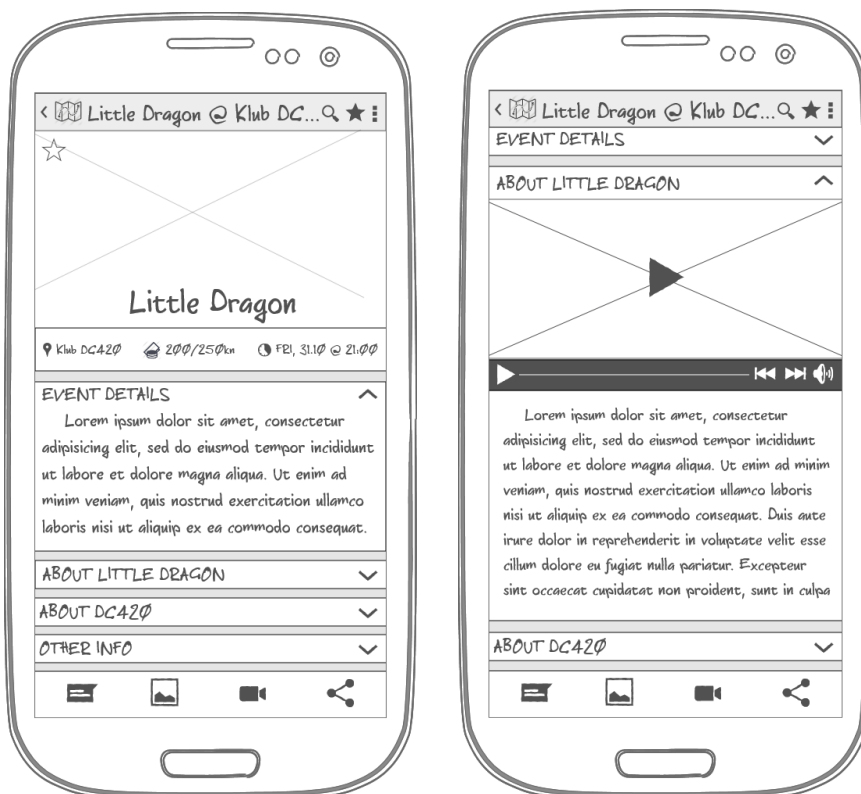 Little Dragon @ Klub DC...
Little Dragon
Klub DC420
200/250kn
FRI, 31.10 @ 21:00
EVENT DETAILS
Lorem ipsum dolor sit amet, consectetur
adipisicing elit, sed do eiusmod tempor incididunt
ut labore et dolore magna aliqua. Ut enim ad
minim veniam, quis nostrud exercitation ullamco
laboris nisi ut aliquip ex ea commodo consequat.
ABOUT LITTLE DRAGON
ABOUT DC420
OTHER INFO
Little Dragon @ Klub DC...
EVENT DETAILS
ABOUT LITTLE DRAGON
Lorem ipsum dolor sit amet, consectetur
adipisicing elit, sed do eiusmod tempor incididunt
ut labore et dolore magna aliqua. Ut enim ad minim
veniam, quis nostrud exercitation ullamco laboris
nisi ut aliquip ex ea commodo consequat. Duis aute
irure dolor in reprehenderit in voluptate velit esse
cillum dolore eu fugiat nulla pariatur. Excepteur
sint occaecat cupidatat non proident, sunt in culpa
ABOUT DC420